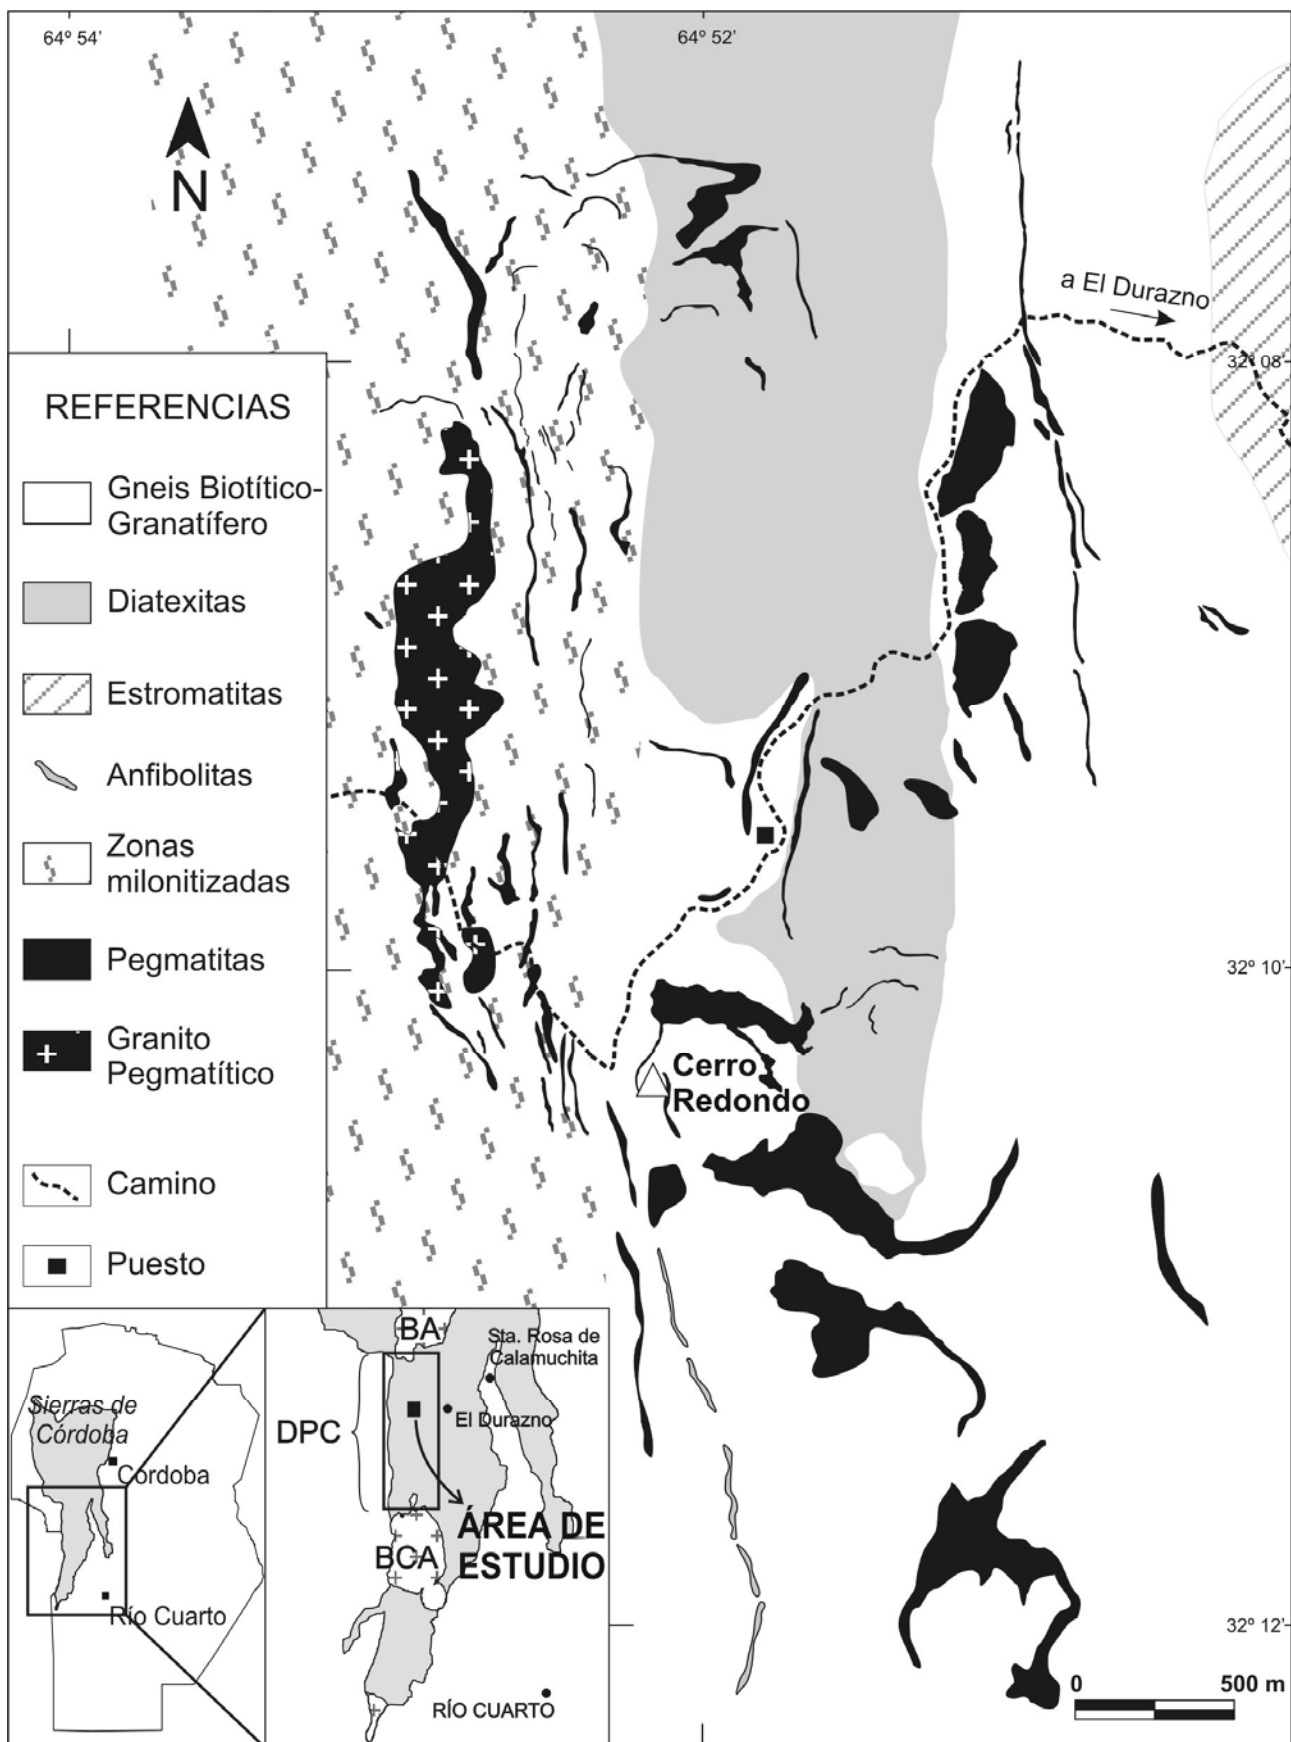 64º 54'
64º 52'
N
a El Durazno
32º 08'
REFERENCIAS
Gneis Biotítico-
Granatífero
Diatexitas
Estromatitas
Anfibolitas
Zonas
milonitizadas
Pegmatitas
Granito
Pegmatítico
Camino
Puesto
32º 10'
Cerro
Redondo
Sierras de
Córdoba
Córdoba
Río Cuarto
BA
Sta. Rosa de
Calamuchita
El Durazno
DPC
ÁREA DE
ESTUDIO
BCA
RÍO CUARTO
32º 12'
0 500 m